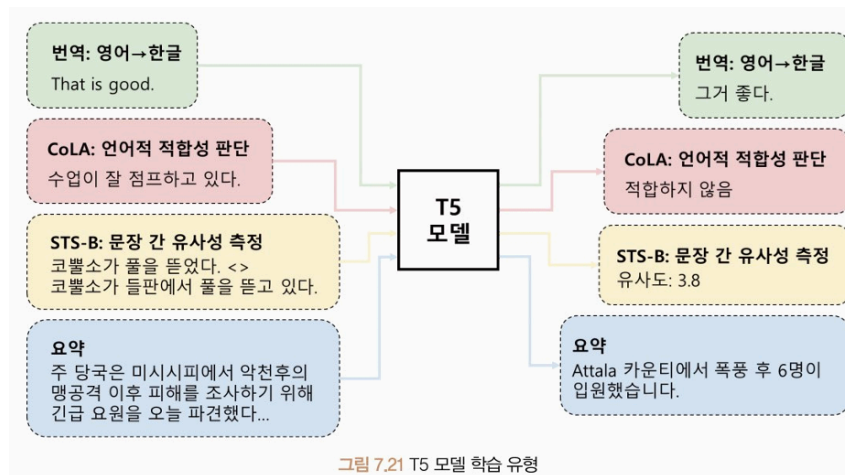 번역: 영어→한글
That is good.
CoLA: 언어적 적합성 판단
수업이 잘 점프하고 있다.
STS-B: 문장 간 유사성 측정
코뿔소가 풀을 뜯었다. <>
코뿔소가 들판에서 풀을 뜯고 있다.
요약
주 당국은 미시시피에서 악천후의
맹공격 이후 피해를 조사하기 위해
긴급 요원을 오늘 파견했다...
T5
모델
번역: 영어→한글
그거 좋다.
CoLA: 언어적 적합성 판단
적합하지 않음
STS-B: 문장 간 유사성 측정
유사도: 3.8
요약
Attala 카운티에서 폭풍 후 6명이
입원했습니다.
그림 7.21 T5 모델 학습 유형